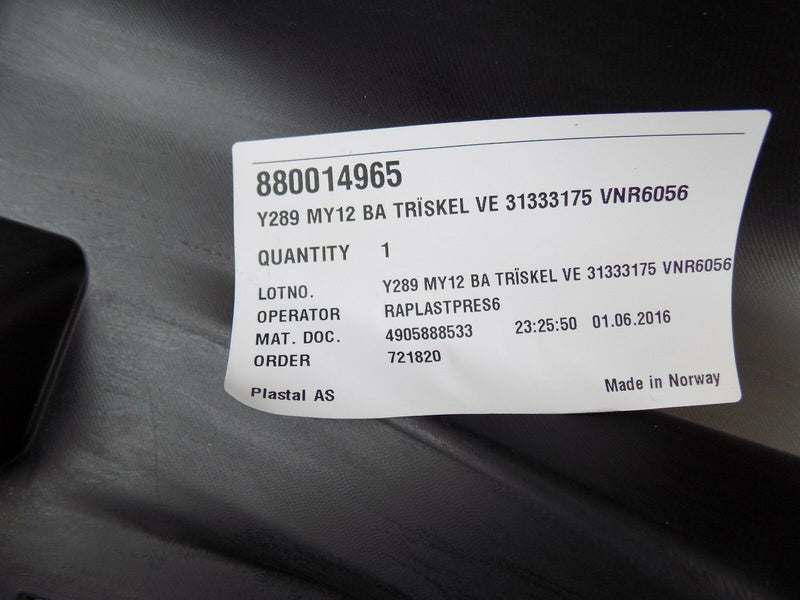 880014965
Y289 MY12 BA TRÏSKEL VE 31333175 VNR6056
QUANTITY 1
LOTNO. Y289 MY12 BA TRÏSKEL VE 31333175 VNR6056
OPERATOR RAPLASTPRES6
MAT. DOC. 4905888533 23:25:50 01.06.2016
ORDER 721820
Plastal AS Made in Norway